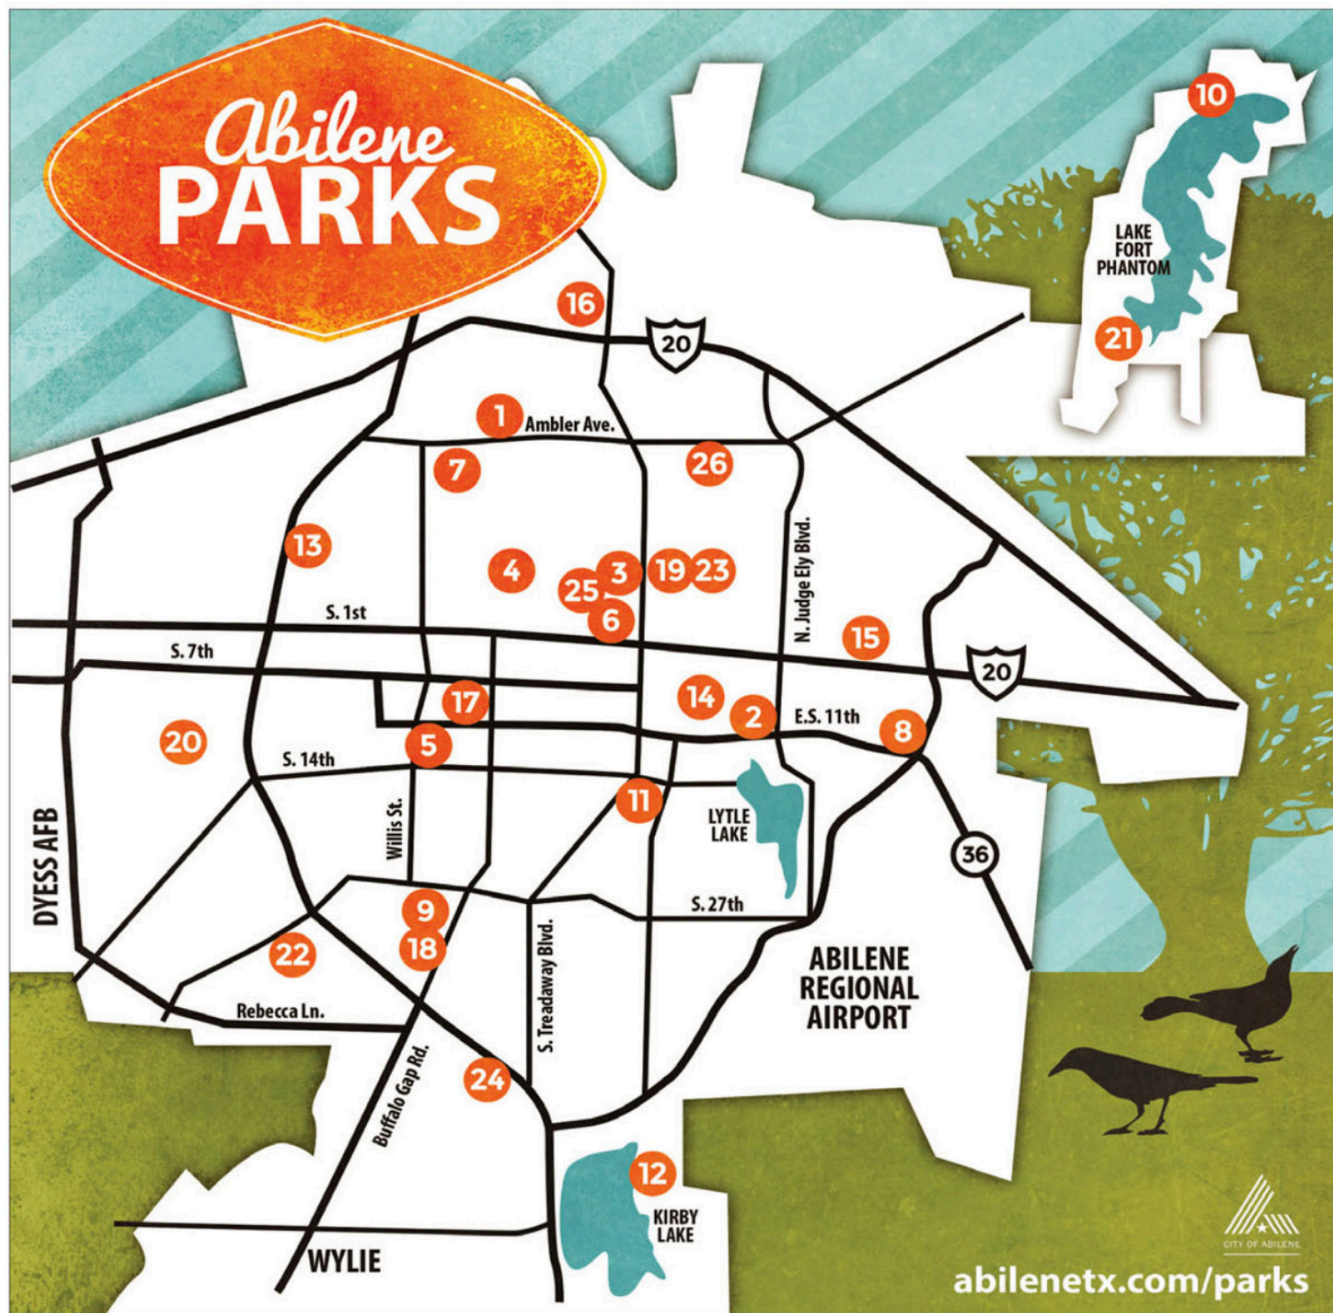 Abilene
PARKS
10
LAKE
FORT
PHANTOM
16
20
21
1
Ambler Ave.
7
26
13
4
3
19
23
25
6
N. Judge Ely Blvd.
S. 1st
15
S. 7th
20
17
14
2
E.S. 11th
8
20
5
S. 14th
11
LYTLE
LAKE
Willis St.
36
DYESS AFB
9
S. 27th
18
22
S. Treadaway Blvd.
ABILENE
REGIONAL
AIRPORT
Rebecca Ln.
Buffalo Gap Rd.
24
12
KIRBY
LAKE
WYLIE
CITY OF ABILENE
abilenetx.com/parks